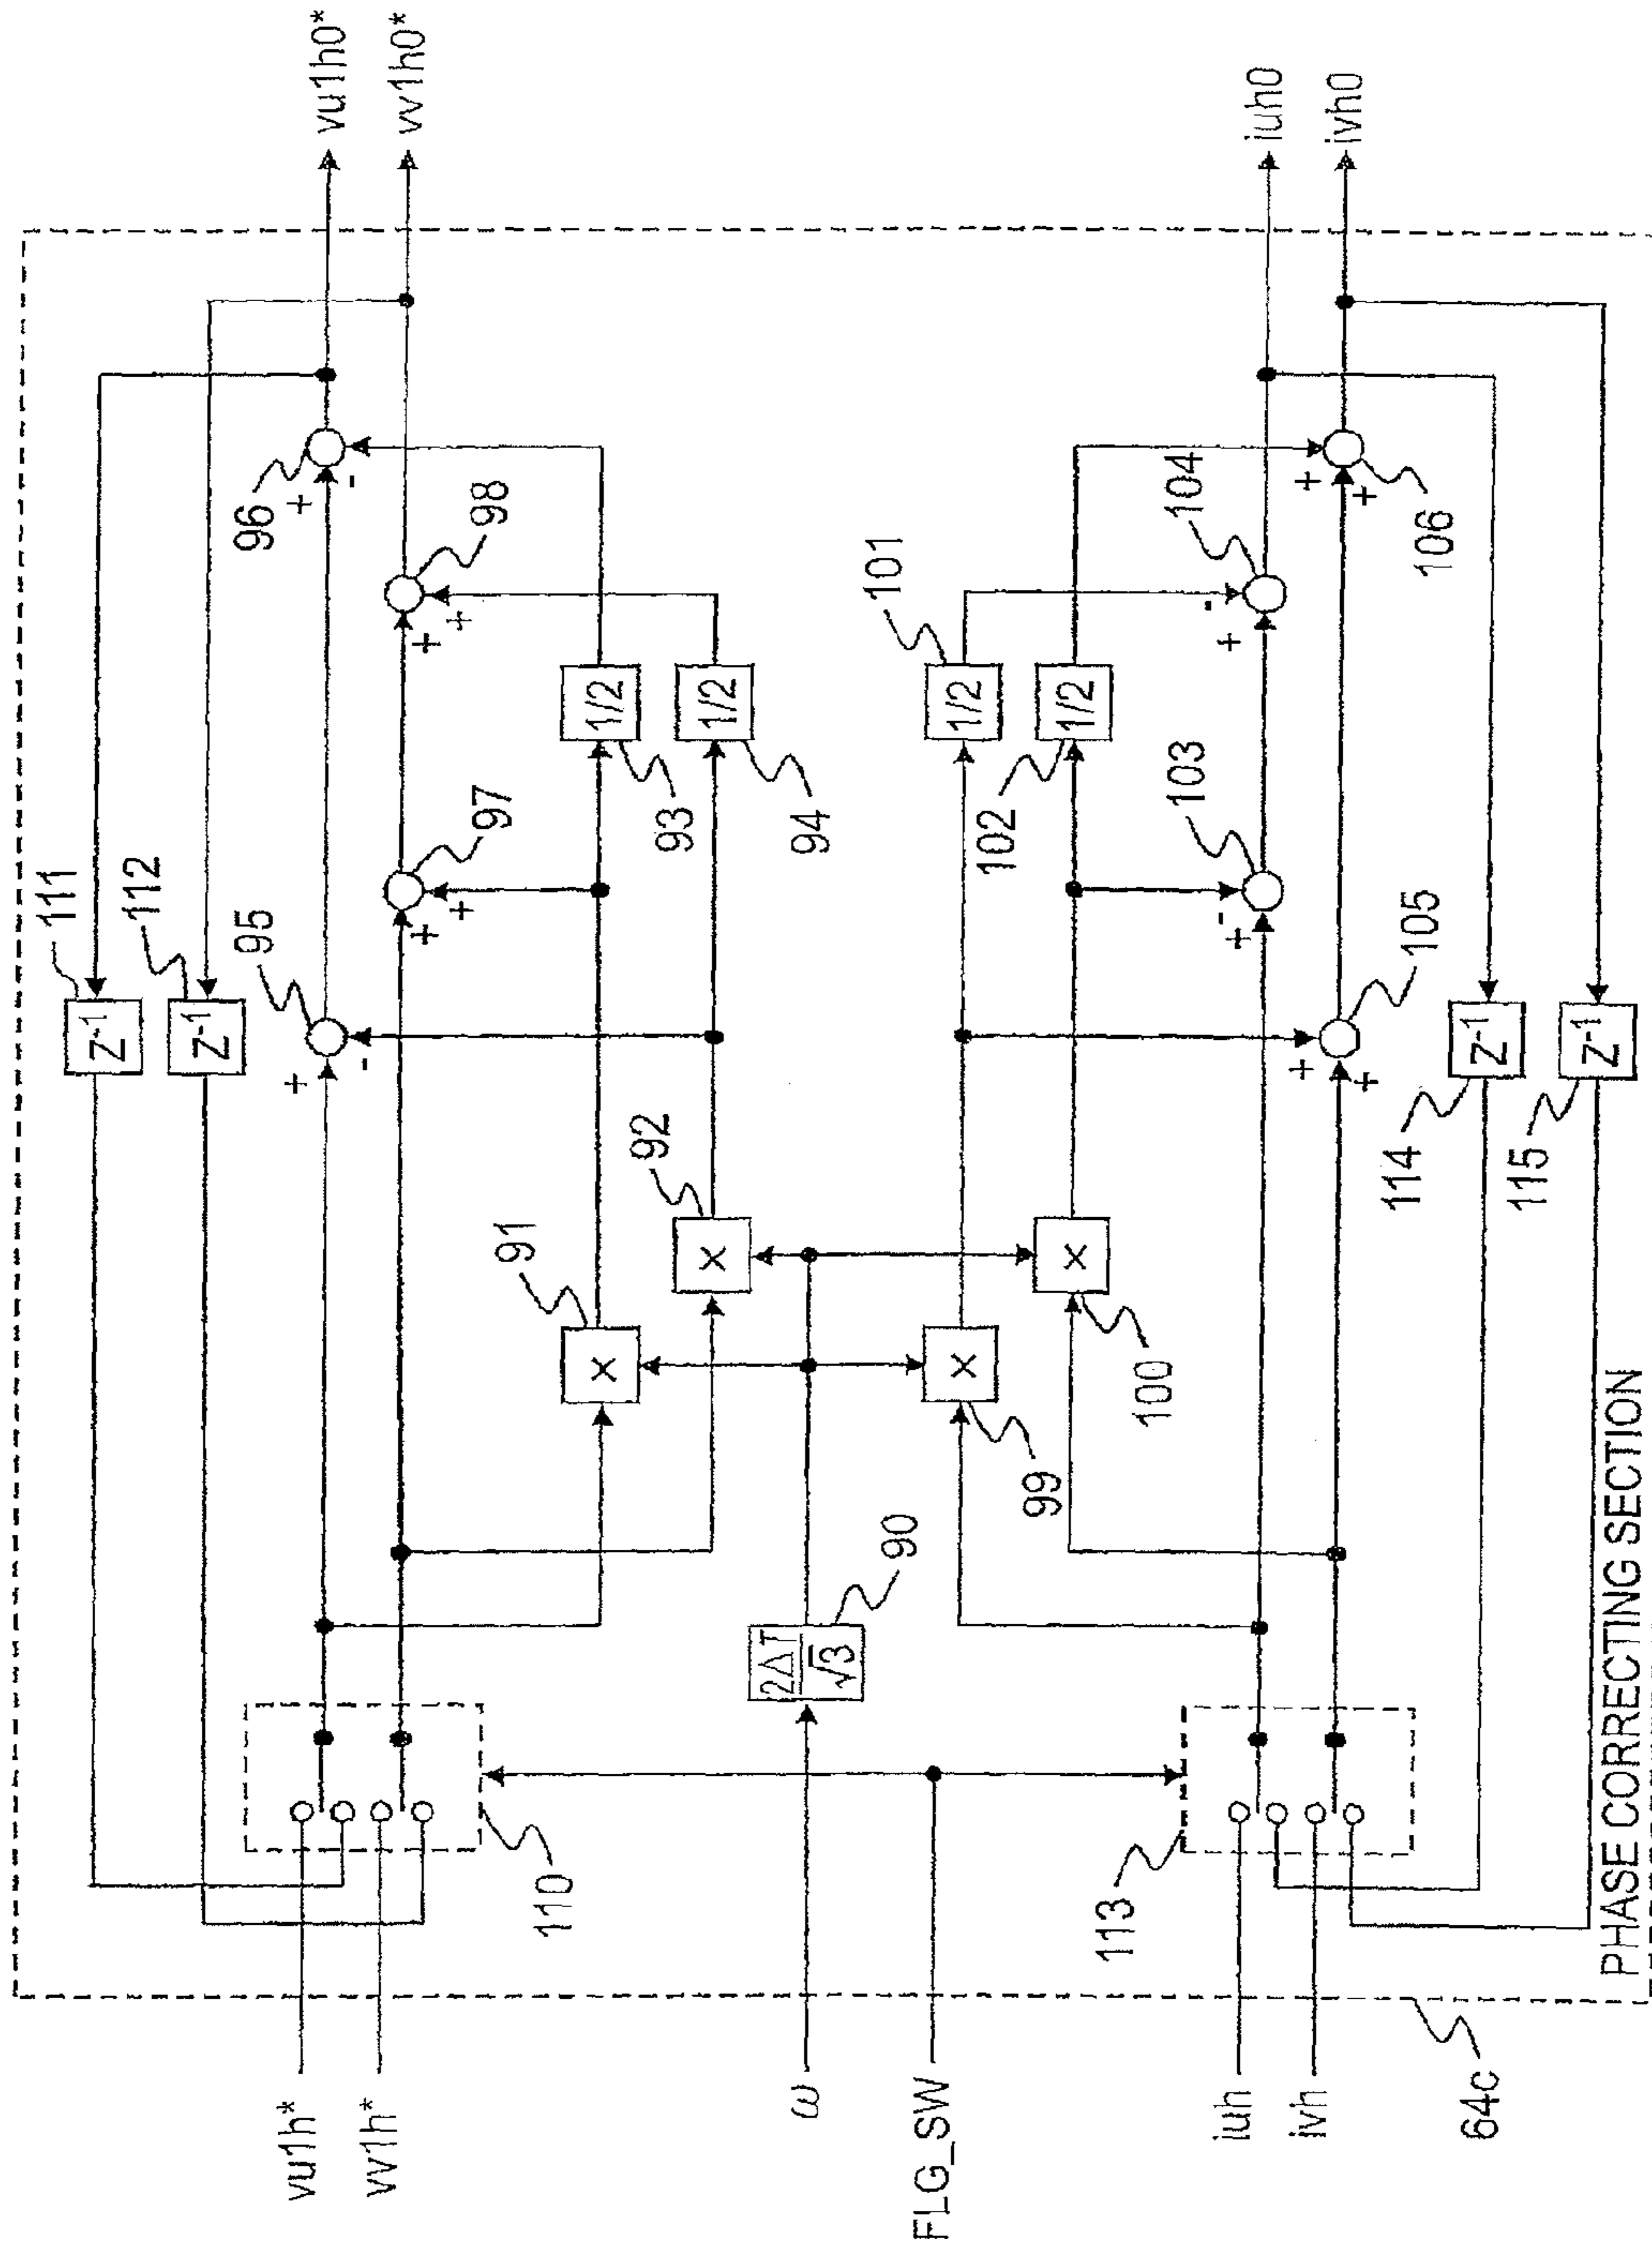 vu1h*
vv1h*
ω
FLG_SW
iuh
ivh
64c
110
113
2ΔT
√3
90
91
×
92
×
99
×
100
×
111
Z-1
112
Z-1
95
+
-
97
+
+
93
1/2
94
1/2
101
1/2
102
1/2
96
+
-
98
+
+
103
+
-
104
+
-
105
+
+
106
+
+
114
Z-1
115
Z-1
vu1h0*
vv1h0*
iuh0
ivh0
PHASE CORRECTING SECTION